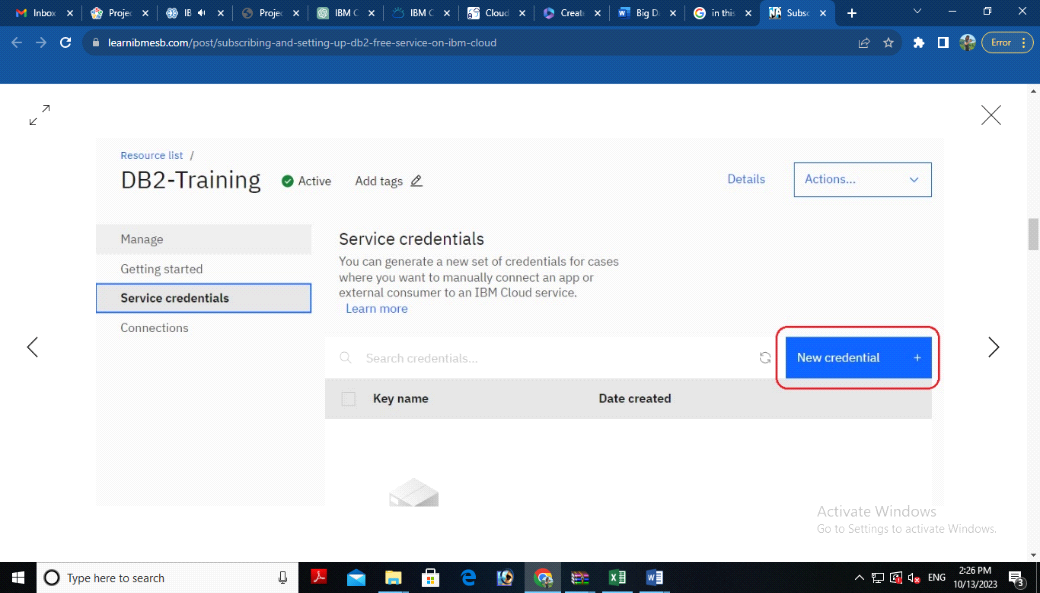 Inbox
Projec
IB
Projec
IBM C
IBM C
Cloud
Create
Big D
in this
Subsc
learnibmesb.com/post/subscribing-and-setting-up-db2-free-service-on-ibm-cloud
Error
Resource list /
DB2-Training
Active
Add tags
Details
Actions...
Manage
Getting started
Service credentials
Connections
Service credentials
You can generate a new set of credentials for cases
where you want to manually connect an app or
external consumer to an IBM Cloud service.
Learn more
Search credentials...
New credential +
Key name
Date created
Activate Windows
Go to Settings to activate Windows.
Type here to search
ENG
2:26 PM
10/13/2023
3